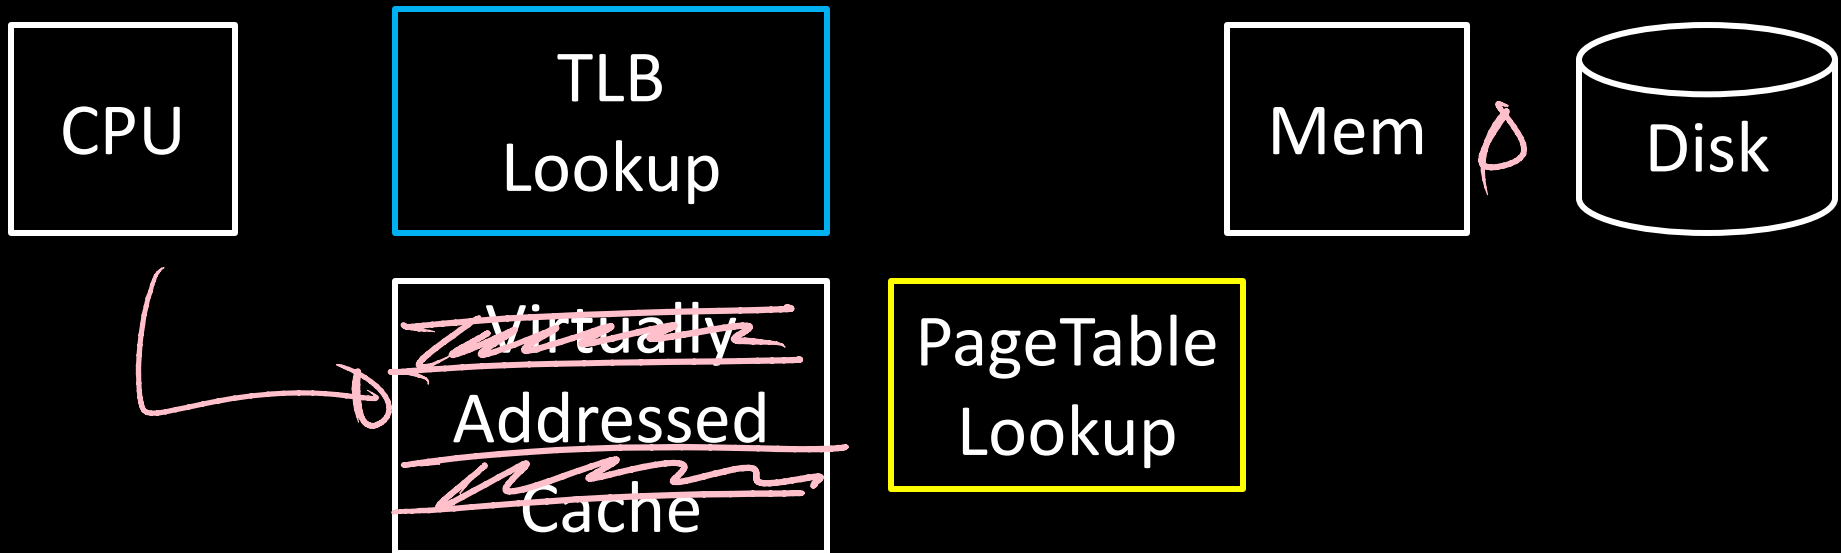 CPU
TLB
Lookup
Mem
Disk
Virtually
Addressed
Cache
PageTable
Lookup